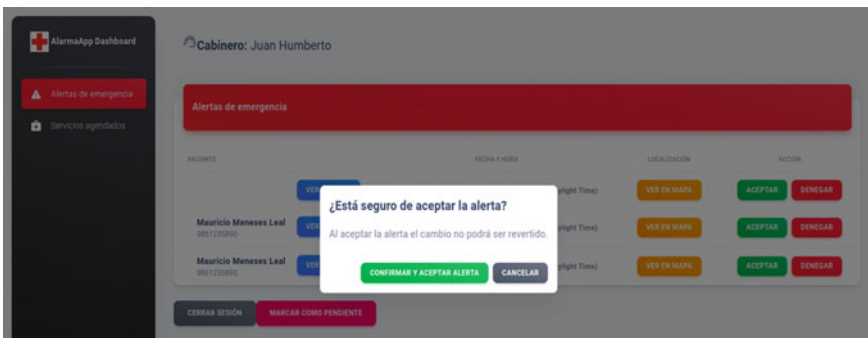 AlarmaApp Dashboard
Cabinero: Juan Humberto
Alertas de emergencia
Servicios agendados
Alertas de emergencia
PACIENTE FECHA Y HORA LOCALIZACIÓN ACCIÓN
VER EN MAPA ACEPTAR DENEGAR
Mauricio Meneses Leal
VER EN MAPA ACEPTAR DENEGAR
Mauricio Meneses Leal
VER EN MAPA ACEPTAR DENEGAR
¿Está seguro de aceptar la alerta?
Al aceptar la alerta el cambio no podrá ser revertido.
CONFIRMAR Y ACEPTAR ALERTA CANCELAR
CERRAR SESIÓN MARCAR COMO PENDIENTE